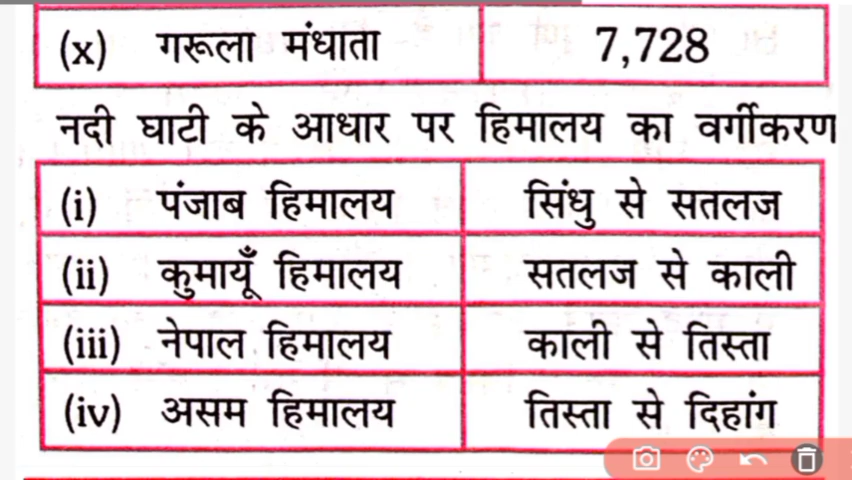 (x) गरूला मंधाता 7,728
नदी घाटी के आधार पर हिमालय का वर्गीकरण
(i) पंजाब हिमालय सिंधु से सतलज
(ii) कुमायूँ हिमालय सतलज से काली
(iii) नेपाल हिमालय काली से तिस्ता
(iv) असम हिमालय तिस्ता से दिहांग